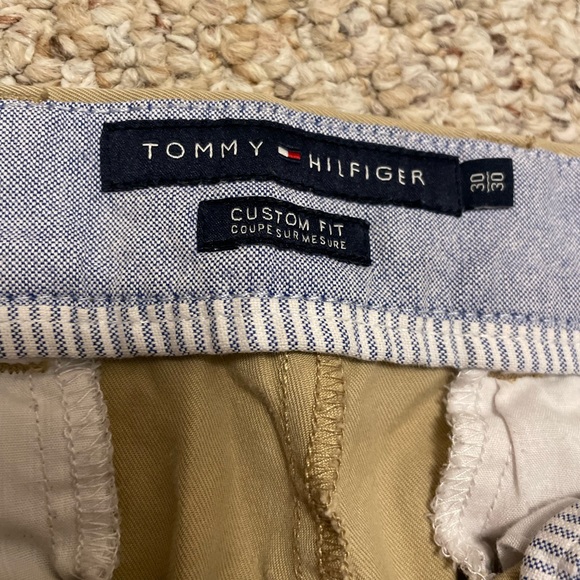 TOMMY HILFIGER
30
30
CUSTOM FIT
COUPE SUR MESURE